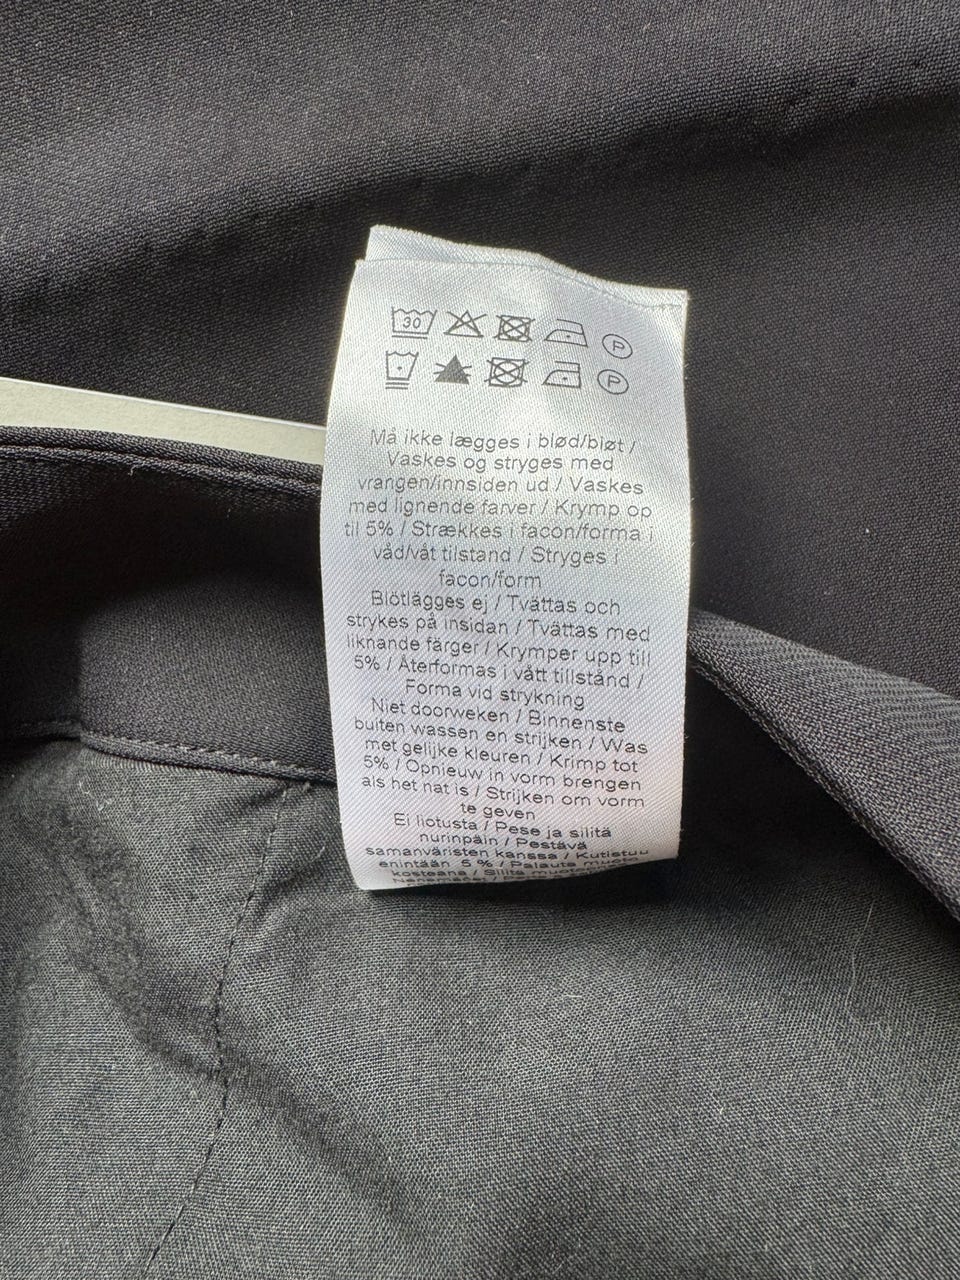 30
P
P
Må ikke lægges i blød/bløt /
Vaskes og stryges med
vrangen/innsiden ud / Vaskes
med lignende farver / Krymp op
til 5% / Strækkes i facon/forma i
våd/våt tilstand / Stryges i
facon/form
Blötlägges ej / Tvättas och
strykes på insidan / Tvättas med
liknande färger / Krymper upp till
5% / Återformas i vått tillstånd /
Forma vid strykning
Niet doorweken / Binnenste
buiten wassen en strijken / Was
met gelijke kleuren / Krimp tot
5% / Opnieuw in vorm brengen
als het nat is / Strijken om vorm
te geven
Ei liotusta / Pese ja silitä
nurinpäin / Pestävä
samanväristen kanssa / Kutistuu
enintään 5 % / Palauta muoto
kosteana / Silitä